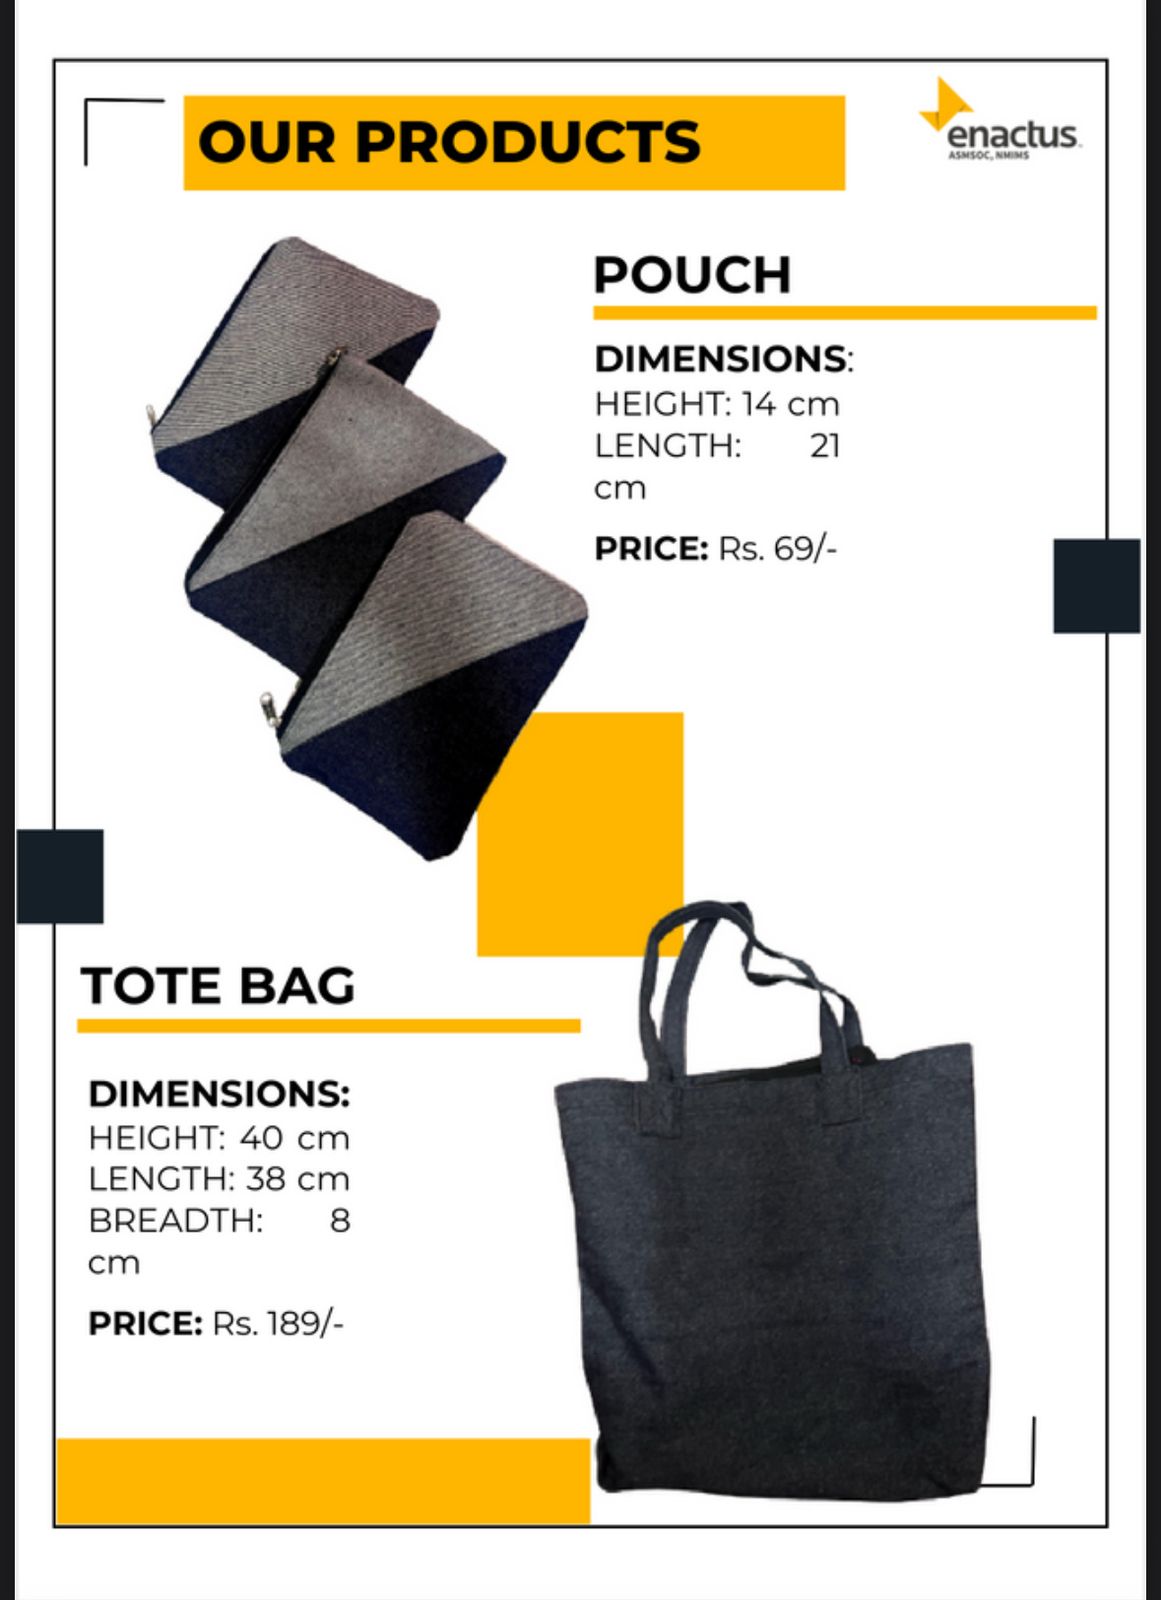 OUR PRODUCTS
enactus
ASMSOC, NMIMS
POUCH
DIMENSIONS:
HEIGHT: 14 cm
LENGTH: 21
cm
PRICE: Rs. 69/-
TOTE BAG
DIMENSIONS:
HEIGHT: 40 cm
LENGTH: 38 cm
BREADTH: 8
cm
PRICE: Rs. 189/-